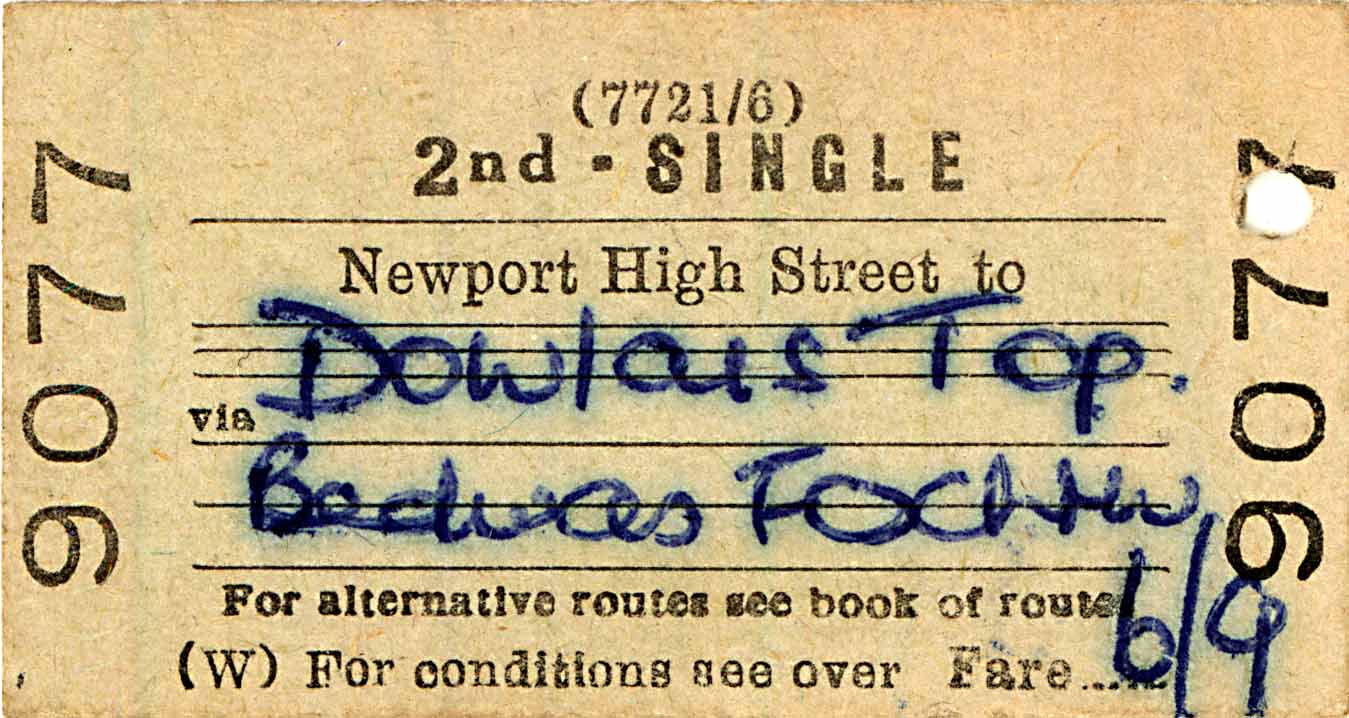 (7721/6)
2nd - SINGLE
Newport High Street to
Dowlais Top.
via
Bedwas Fochriw
For alternative routes see book of routes
(W) For conditions see over Fare....
6/9
9077
9077